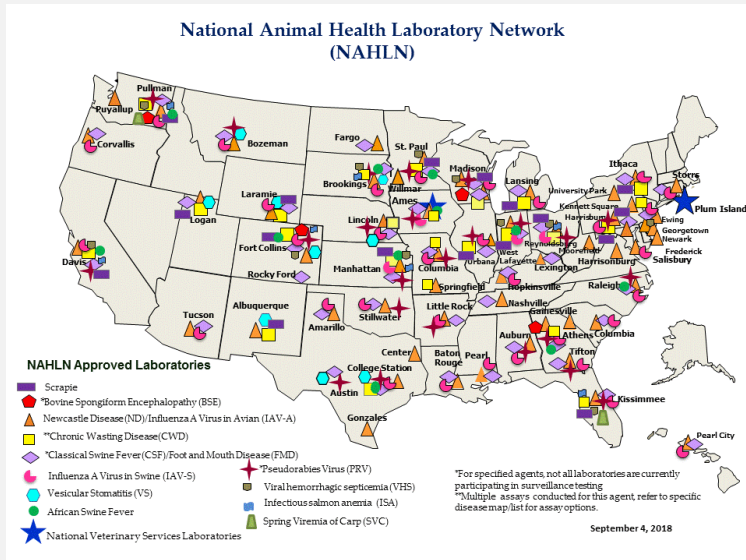 National Animal Health Laboratory Network
(NAHLN)
Pullman
Puyallup
Corvallis
Bozeman
Fargo
St. Paul
Brookings
Willmar
Madison
Lansing
Ithaca
Storrs
University Park
Plum Island
Kennett Square
Harrisburg
Ewing
Georgetown
Newark
Frederick
Salisbury
Laramie
Logan
Ames
Lincoln
Reynoldsburg
West
Lafayette
Urbana
Moorefield
Harrisonburg
Fort Collins
Rocky Ford
Manhattan
Columbia
Lexington
Hopkinsville
Springfield
Raleigh
Davis
Tucson
Albuquerque
Amarillo
Stillwater
Little Rock
Nashville
Gainesville
Auburn
Athens
Columbia
Tifton
Center
College Station
Austin
Baton
Rouge
Pearl
Gonzales
Kissimmee
Pearl City
NAHLN Approved Laboratories
Scrapie
*Bovine Spongiform Encephalopathy (BSE)
Newcastle Disease (ND)/Influenza A Virus in Avian (IAV-A)
**Chronic Wasting Disease(CWD)
*Classical Swine Fever(CSF)/Foot and Mouth Disease (FMD)
Influenza A Virus in Swine (IAV-S)
Vesicular Stomatitis (VS)
African Swine Fever
National Veterinary Services Laboratories
*Pseudorabies Virus (PRV)
Viral hemorrhagic septicemia (VHS)
Infectious salmon anemia (ISA)
Spring Viremia of Carp (SVC)
*For specified agents, not all laboratories are currently
participating in surveillance testing
**Multiple assays conducted for this agent, refer to specific
disease map/list for assay options.
September 4, 2018